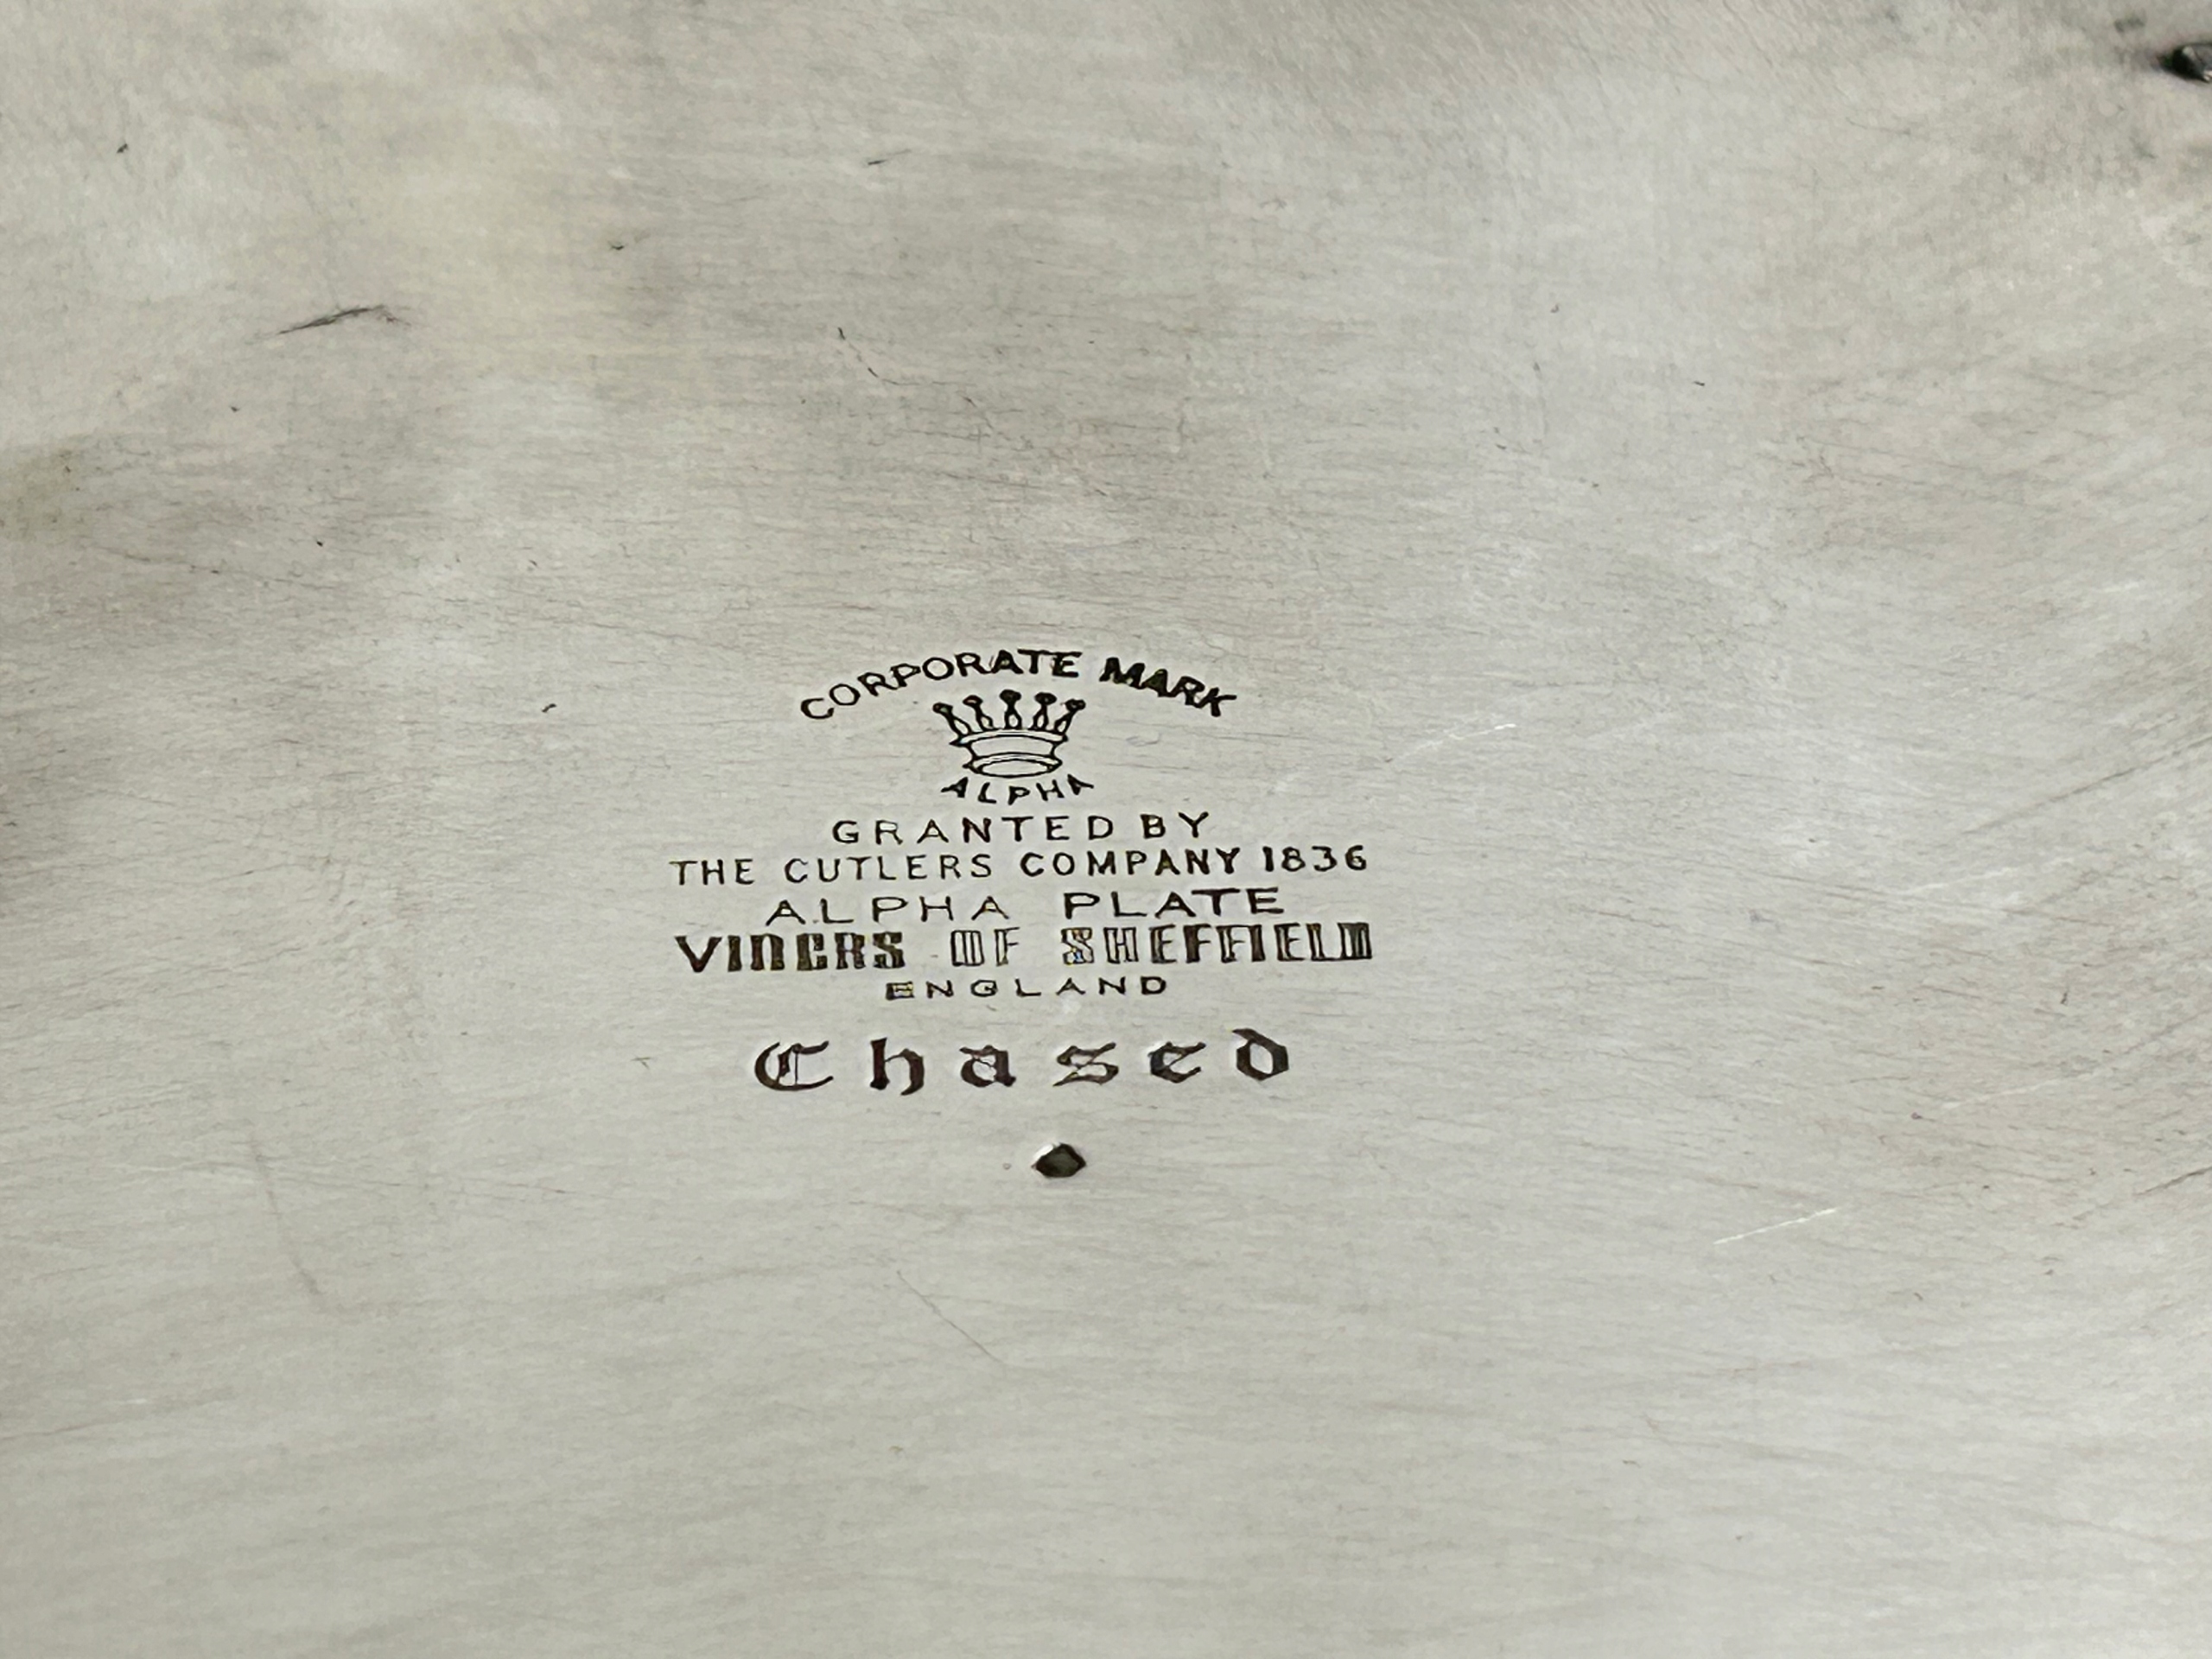 CORPORATE MARK
ALPHA
GRANTED BY
THE CUTLERS COMPANY 1836
ALPHA PLATE
VINERS OF SHEFFIELD
ENGLAND
Chased